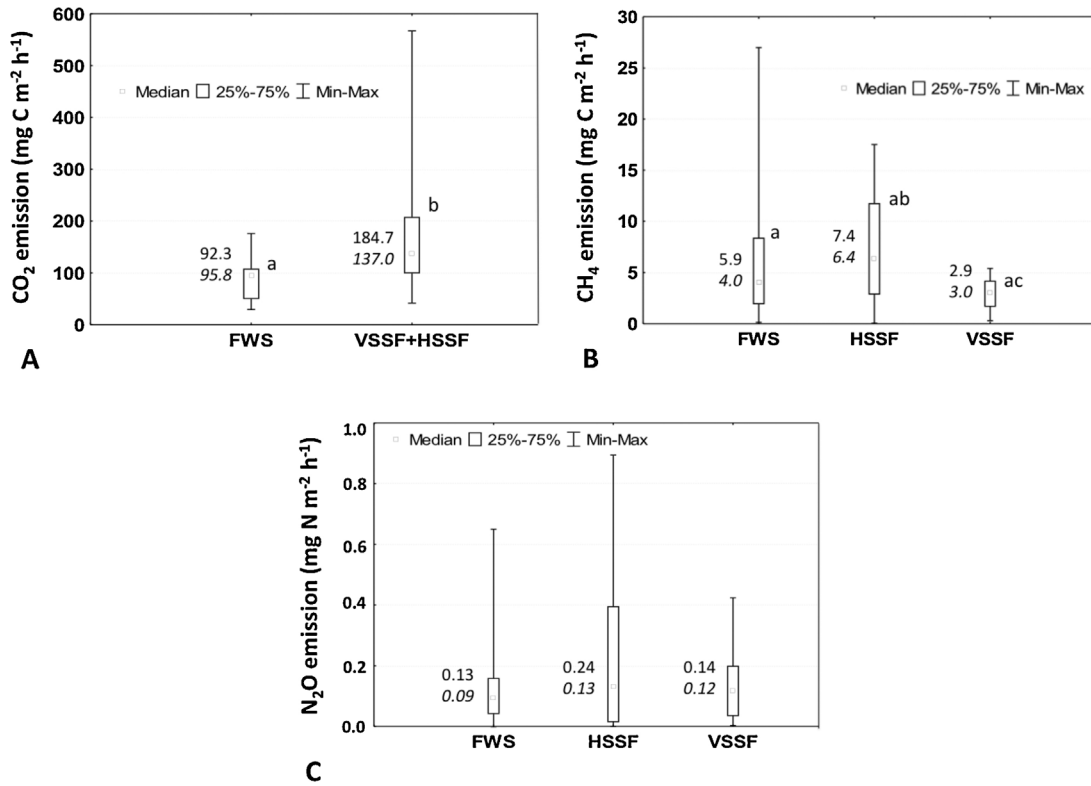 CO₂ emission (mg C m⁻² h⁻¹)
600
500
400
300
200
100
0
Median 25%-75% Min-Max
92.3
95.8
a
184.7
137.0
b
FWS VSSF+HSSF
A
CH₄ emission (mg C m⁻² h⁻¹)
30
25
20
15
10
5
0
Median 25%-75% Min-Max
5.9
4.0
a
7.4
6.4
ab
2.9
3.0
ac
FWS HSSF VSSF
B
N₂O emission (mg N m⁻² h⁻¹)
1.0
0.8
0.6
0.4
0.2
0.0
Median 25%-75% Min-Max
0.13
0.09
0.24
0.13
0.14
0.12
FWS HSSF VSSF
C